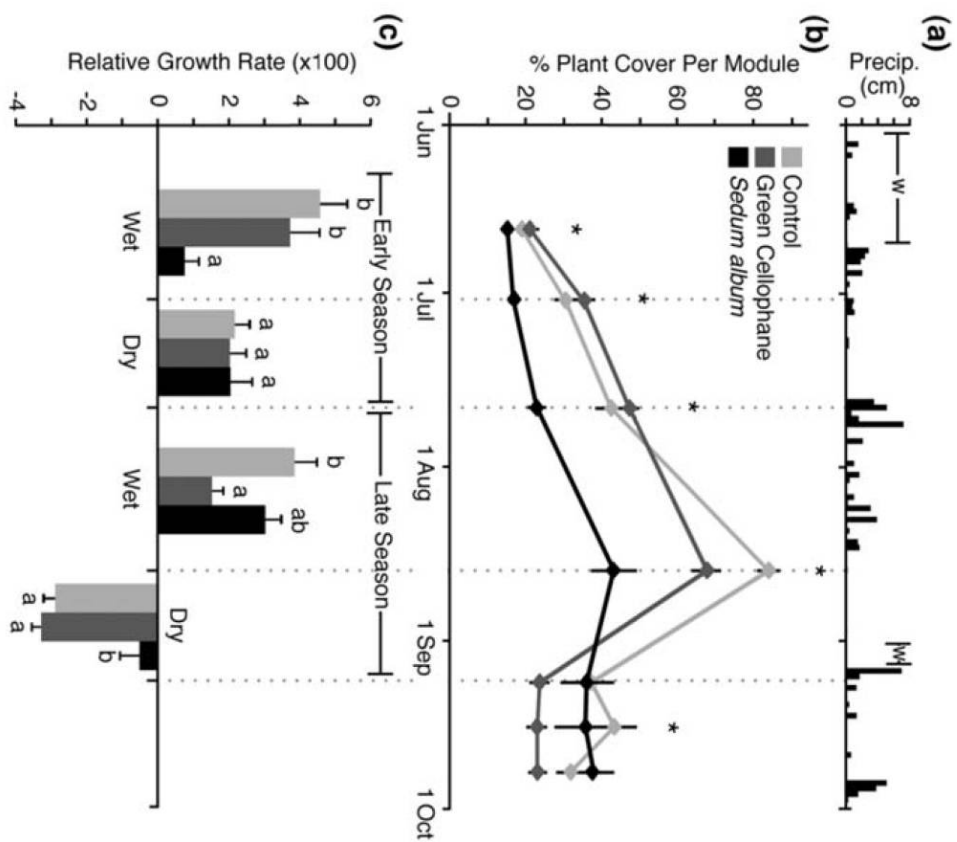 (a)
Precip.
(cm)
8
0
w
w
(b)
% Plant Cover Per Module
80
60
40
20
0
Control
Green Cellophane
Sedum album
*
*
*
*
*
1 Jun
1 Jul
1 Aug
1 Sep
1 Oct
(c)
Relative Growth Rate (x100)
6
4
2
0
-2
-4
Early Season
Late Season
b
b
a
a
a
a
b
a
ab
a
a
b
Wet
Dry
Wet
Dry